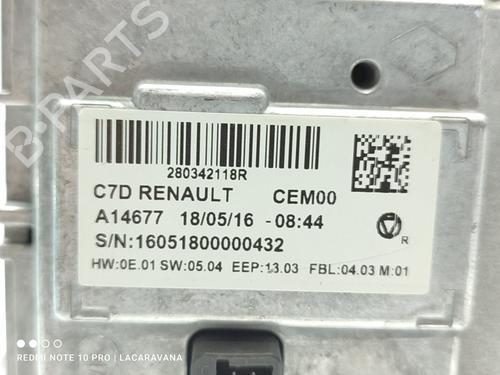 280342118R
C7D RENAULT CEM00
A14677 18/05/16 -08:44
S/N:16051800000432
R
HW:0E.01 SW:05.04 EEP:13.03 FBL:04.03 M:01
B-PARTS
REDMI NOTE 10 PRO | LACARAVANA